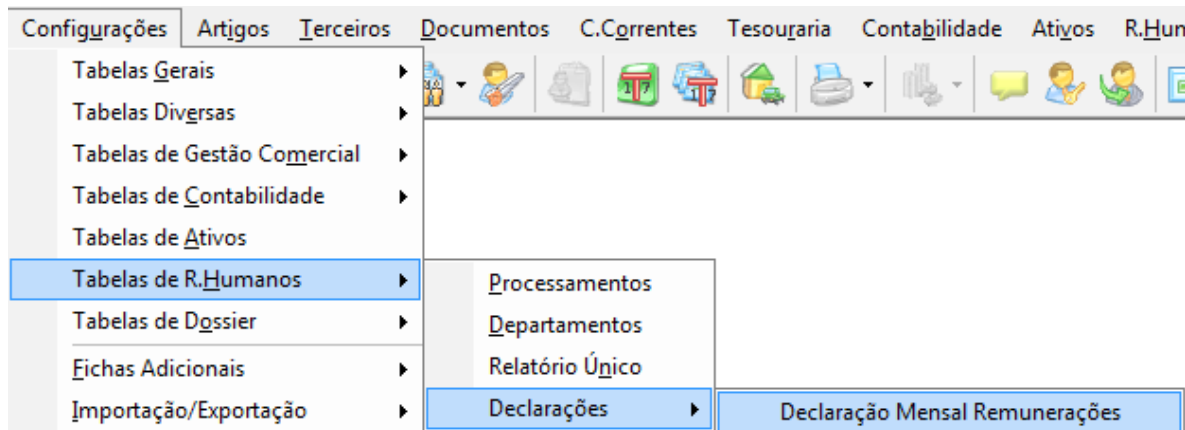 Configurações Artigos Terceiros Documentos C.Correntes Tesouraria Contabilidade Ativos R.Hum
Tabelas Gerais
Tabelas Diversas
Tabelas de Gestão Comercial
Tabelas de Contabilidade
Tabelas de Ativos
Tabelas de R.Humanos
Processamentos
Departamentos
Tabelas de Dossier
Relatório Único
Fichas Adicionais
Importação/Exportação
Declarações
Declaração Mensal Remunerações